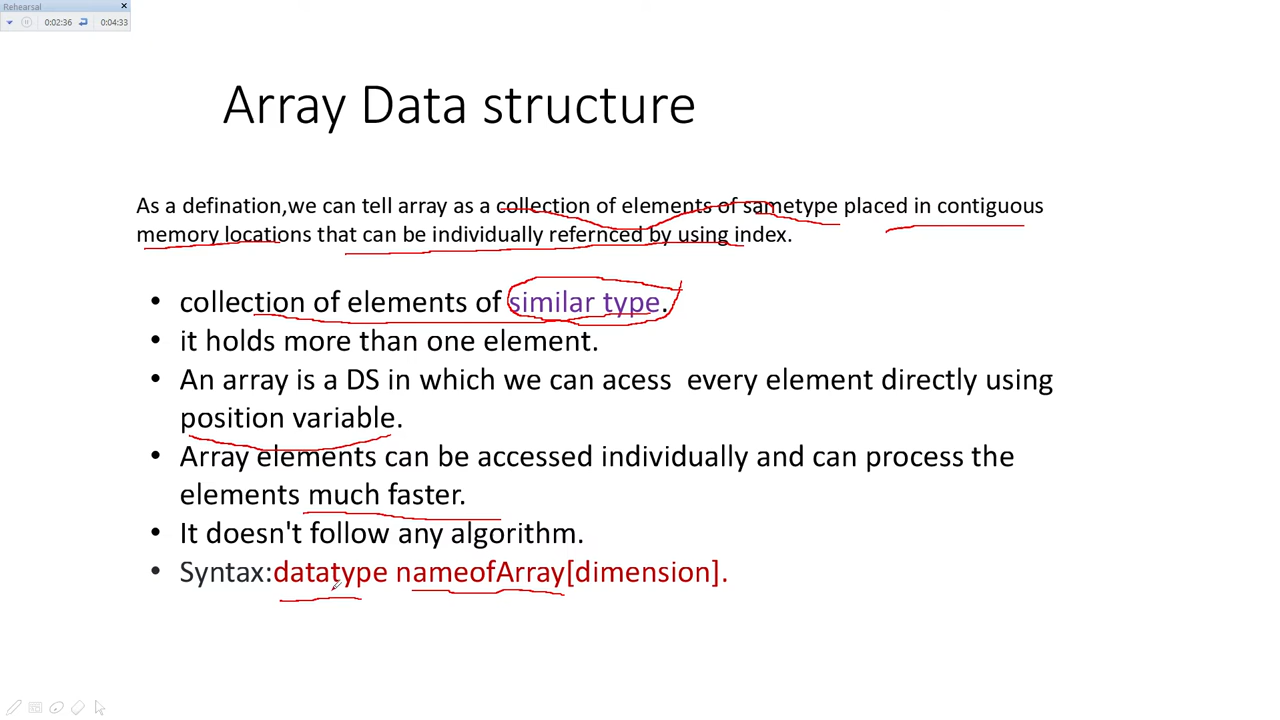 Rehearsal
0:02:36 0:04:33
Array Data structure
As a defination,we can tell array as a collection of elements of sametype placed in contiguous
memory locations that can be individually refernced by using index.
• collection of elements of similar type.
• it holds more than one element.
• An array is a DS in which we can acess every element directly using
position variable.
• Array elements can be accessed individually and can process the
elements much faster.
• It doesn't follow any algorithm.
• Syntax:datatype nameofArray[dimension].